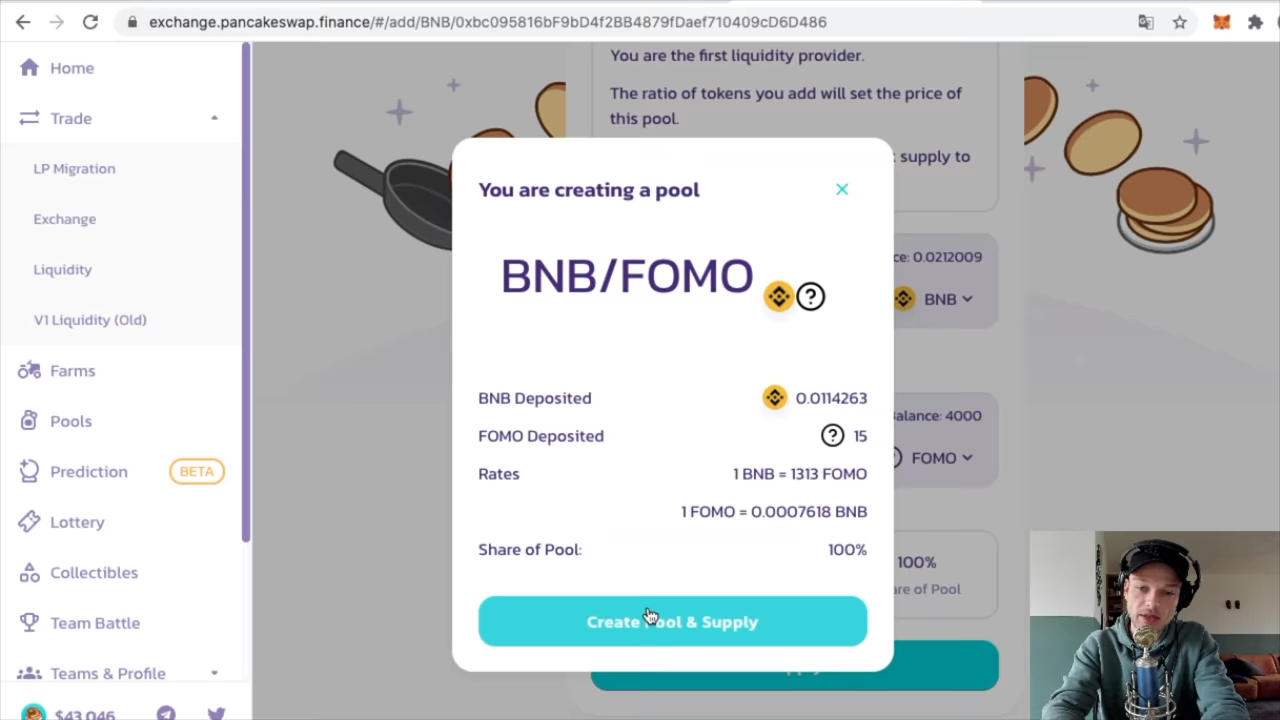 exchange.pancakeswap.finance/#/add/BNB/0xbc095816bF9bD4f2BB4879fDaef710409cD6D486
Home
Trade
LP Migration
Exchange
Liquidity
V1 Liquidity (Old)
Farms
Pools
Prediction
BETA
Lottery
Collectibles
Team Battle
Teams & Profile
$43.046
You are the first liquidity provider.
The ratio of tokens you add will set the price of
this pool.
supply to
ce: 0.0212009
BNB
alance: 4000
FOMO
100%
are of Pool
You are creating a pool
BNB/FOMO
BNB Deposited
0.0114263
FOMO Deposited
15
Rates
1 BNB = 1313 FOMO
1 FOMO = 0.0007618 BNB
Share of Pool:
100%
Create Pool & Supply